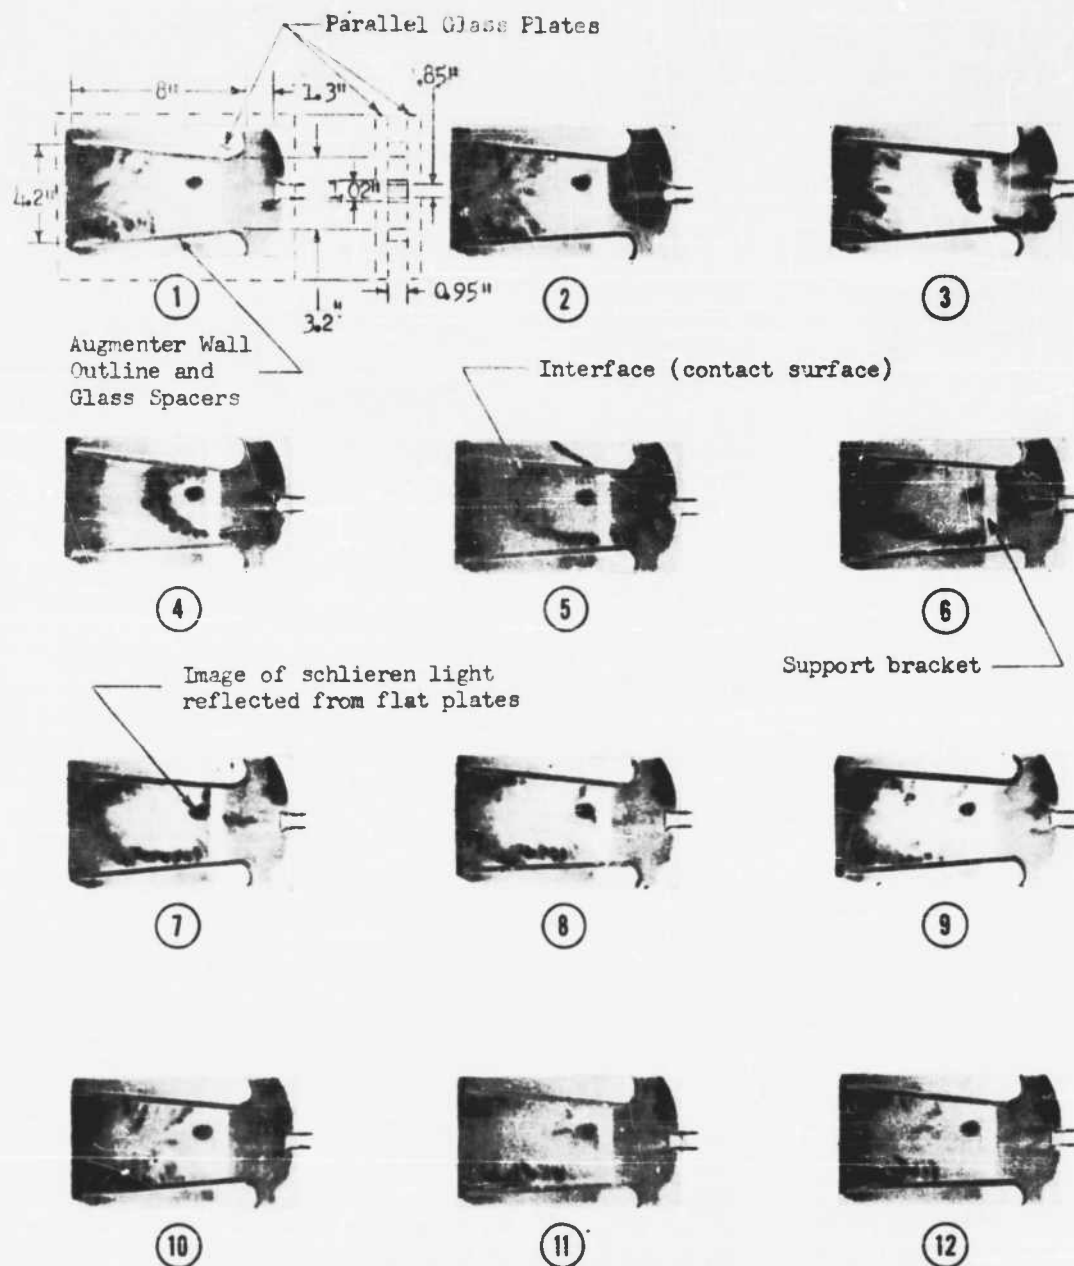 Parallel Glass Plates
.85"
8"
1.3"
4.2"
1.02"
0.95"
3.2"
1
2
3
Augmenter Wall
Outline and
Glass Spacers
Interface (contact surface)
4
5
6
Image of schlieren light
reflected from flat plates
Support bracket
7
8
9
10
11
12